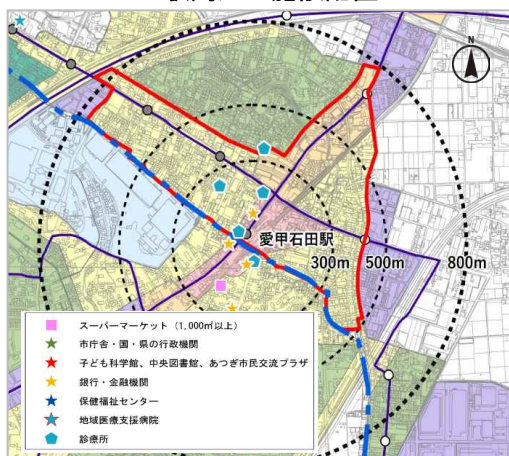 N
愛甲石田駅
300m 500m 800m
スーパーマーケット（1,000㎡以上）
市庁舎・国・県の行政機関
子ども科学館、中央図書館、あつぎ市民交流プラザ
銀行・金融機関
保健福祉センター
地域医療支援病院
診療所